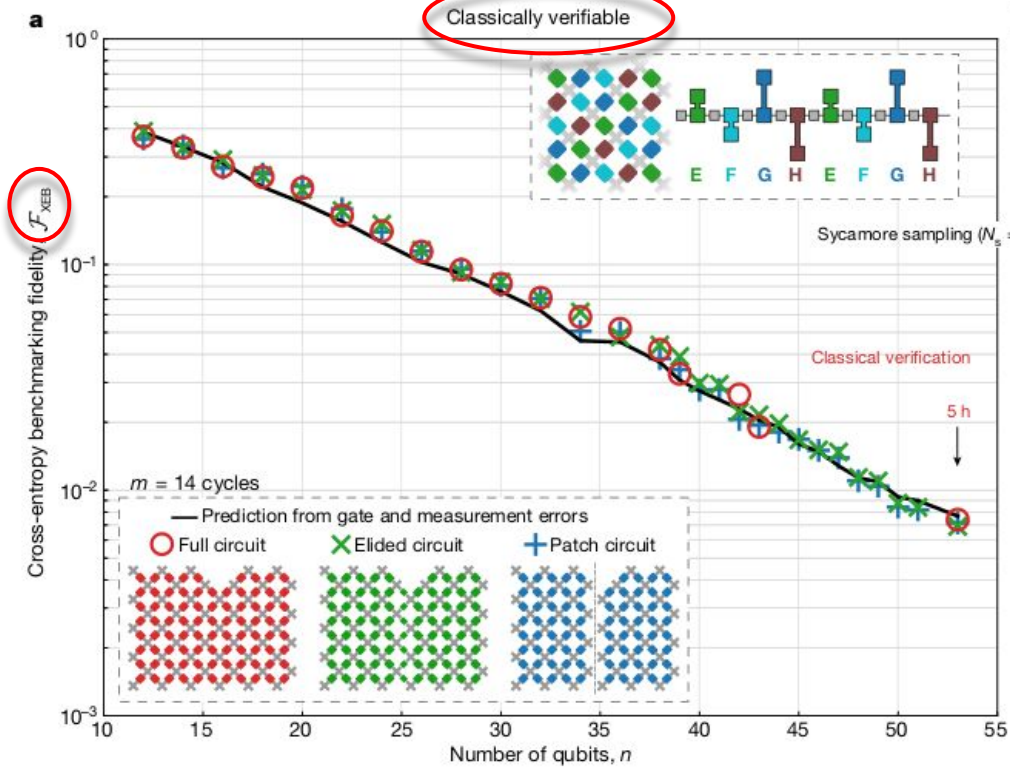 a
Classically verifiable
10⁰
10⁻¹
10⁻²
10⁻³
Cross-entropy benchmarking fidelity, ℱXEB
E F G H E F G H
Sycamore sampling (Nₛ =
Classical verification
5 h
m = 14 cycles
Prediction from gate and measurement errors
Full circuit Elided circuit Patch circuit
10 15 20 25 30 35 40 45 50 55
Number of qubits, n